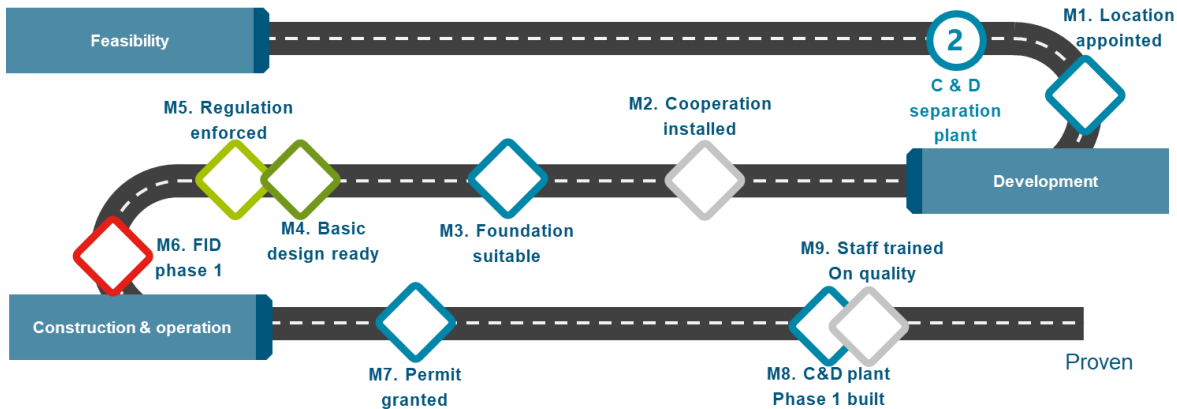 Feasibility
2
C & D
separation
plant
M1. Location
appointed
M5. Regulation
enforced
M2. Cooperation
installed
Development
M4. Basic
design ready
M3. Foundation
suitable
M6. FID
phase 1
M9. Staff trained
On quality
Construction & operation
M7. Permit
granted
M8. C&D plant
Phase 1 built
Proven